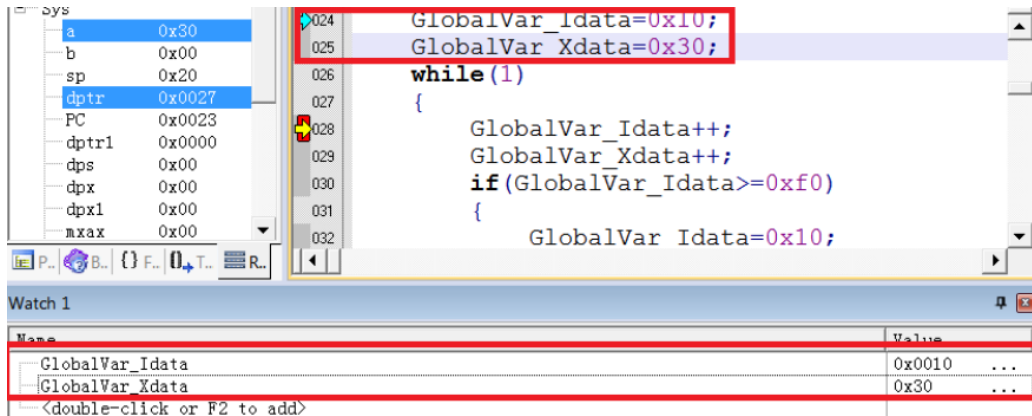 Sys
a 0x30
b 0x00
sp 0x20
dptr 0x0027
PC 0x0023
dptr1 0x0000
dps 0x00
dpx 0x00
dpx1 0x00
mxax 0x00
P.. B.. {} F.. T.. R..
024 GlobalVar_Idata=0x10;
025 GlobalVar_Xdata=0x30;
026 while(1)
027 {
028 GlobalVar_Idata++;
029 GlobalVar_Xdata++;
030 if(GlobalVar_Idata>=0xf0)
031 {
032 GlobalVar_Idata=0x10;
Watch 1
Name Value
GlobalVar_Idata 0x0010 ...
GlobalVar_Xdata 0x30 ...
<double-click or F2 to add>